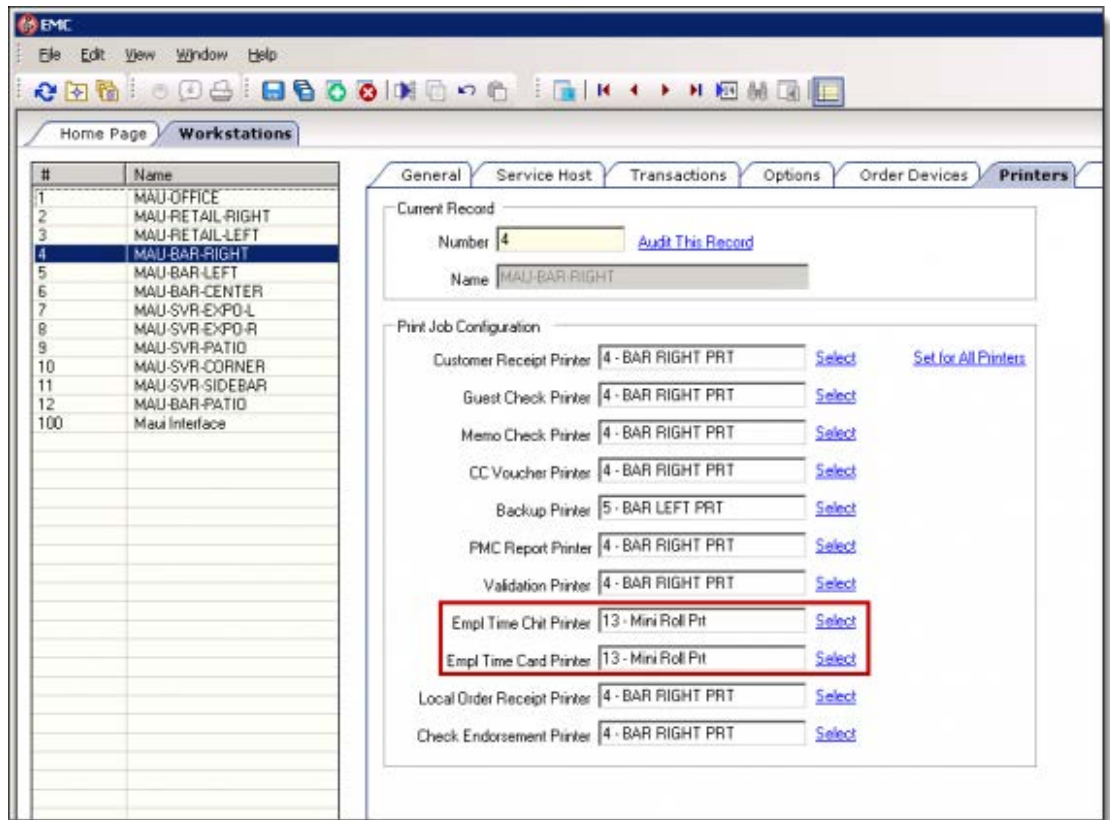 EMC
File Edit View Window Help
Home Page Workstations
# Name
1 MAU-OFFICE
2 MAU-RETAIL-RIGHT
3 MAU-RETAIL-LEFT
4 MAU-BAR-RIGHT
5 MAU-BAR-LEFT
6 MAU-BAR-CENTER
7 MAU-SVR-EXPO-L
8 MAU-SVR-EXPO-R
9 MAU-SVR-PATIO
10 MAU-SVR-CORNER
11 MAU-SVR-SIDEBAR
12 MAU-BAR-PATIO
100 Maui Interface
General Service Host Transactions Options Order Devices Printers
Current Record
Number 4 Audit This Record
Name MAU-BAR-RIGHT
Print Job Configuration
Customer Receipt Printer 4 - BAR RIGHT PRT Select Set for All Printers
Guest Check Printer 4 - BAR RIGHT PRT Select
Memo Check Printer 4 - BAR RIGHT PRT Select
CC Voucher Printer 4 - BAR RIGHT PRT Select
Backup Printer 5 - BAR LEFT PRT Select
PMC Report Printer 4 - BAR RIGHT PRT Select
Validation Printer 4 - BAR RIGHT PRT Select
Empl Time Chit Printer 13 - Mini Roll Prt Select
Empl Time Card Printer 13 - Mini Roll Prt Select
Local Order Receipt Printer 4 - BAR RIGHT PRT Select
Check Endorsement Printer 4 - BAR RIGHT PRT Select